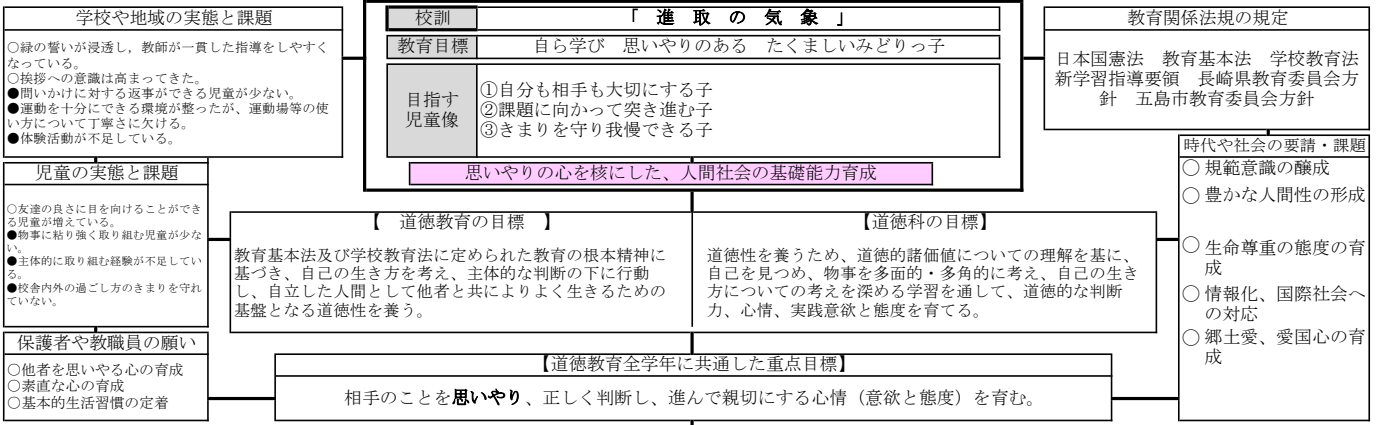 学校や地域の実態と課題
○緑の誓いが浸透し，教師が一貫した指導をしやすく
なっている。
○挨拶への意識は高まってきた。
●問いかけに対する返事ができる児童が少ない。
●運動を十分にできる環境が整ったが、運動場等の使
い方について丁寧さに欠ける。
●体験活動が不足している。
校訓
「 進 取 の 気 象 」
教育目標
自ら学び　思いやりのある　たくましいみどりっ子
目指す
児童像
①自分も相手も大切にする子
②課題に向かって突き進む子
③きまりを守り我慢できる子
思いやりの心を核にした、人間社会の基礎能力育成
教育関係法規の規定
日本国憲法　教育基本法　学校教育法
新学習指導要領　長崎県教育委員会方
針　五島市教育委員会方針
児童の実態と課題
○友達の良さに目を向けることができ
る児童が増えている。
●物事に粘り強く取り組む児童が少な
い。
●主体的に取り組む経験が不足してい
る。
●校舎内外の過ごし方のきまりを守れ
ていない。
【　道徳教育の目標　】
教育基本法及び学校教育法に定められた教育の根本精神に
基づき、自己の生き方を考え、主体的な判断の下に行動
し、自立した人間として他者と共によりよく生きるための
基盤となる道徳性を養う。
【道徳科の目標】
道徳性を養うため、道徳的諸価値についての理解を基に、
自己を見つめ、物事を多面的・多角的に考え、自己の生き
方についての考えを深める学習を通して、道徳的な判断
力、心情、実践意欲と態度を育てる。
時代や社会の要請・課題
○ 規範意識の醸成
○ 豊かな人間性の形成
○ 生命尊重の態度の育
成
○ 情報化、国際社会へ
の対応
○ 郷土愛、愛国心の育
成
保護者や教職員の願い
○他者を思いやる心の育成
○素直な心の育成
○基本的生活習慣の定着
【道徳教育全学年に共通した重点目標】
相手のことを思いやり、正しく判断し、進んで親切にする心情（意欲と態度）を育む。